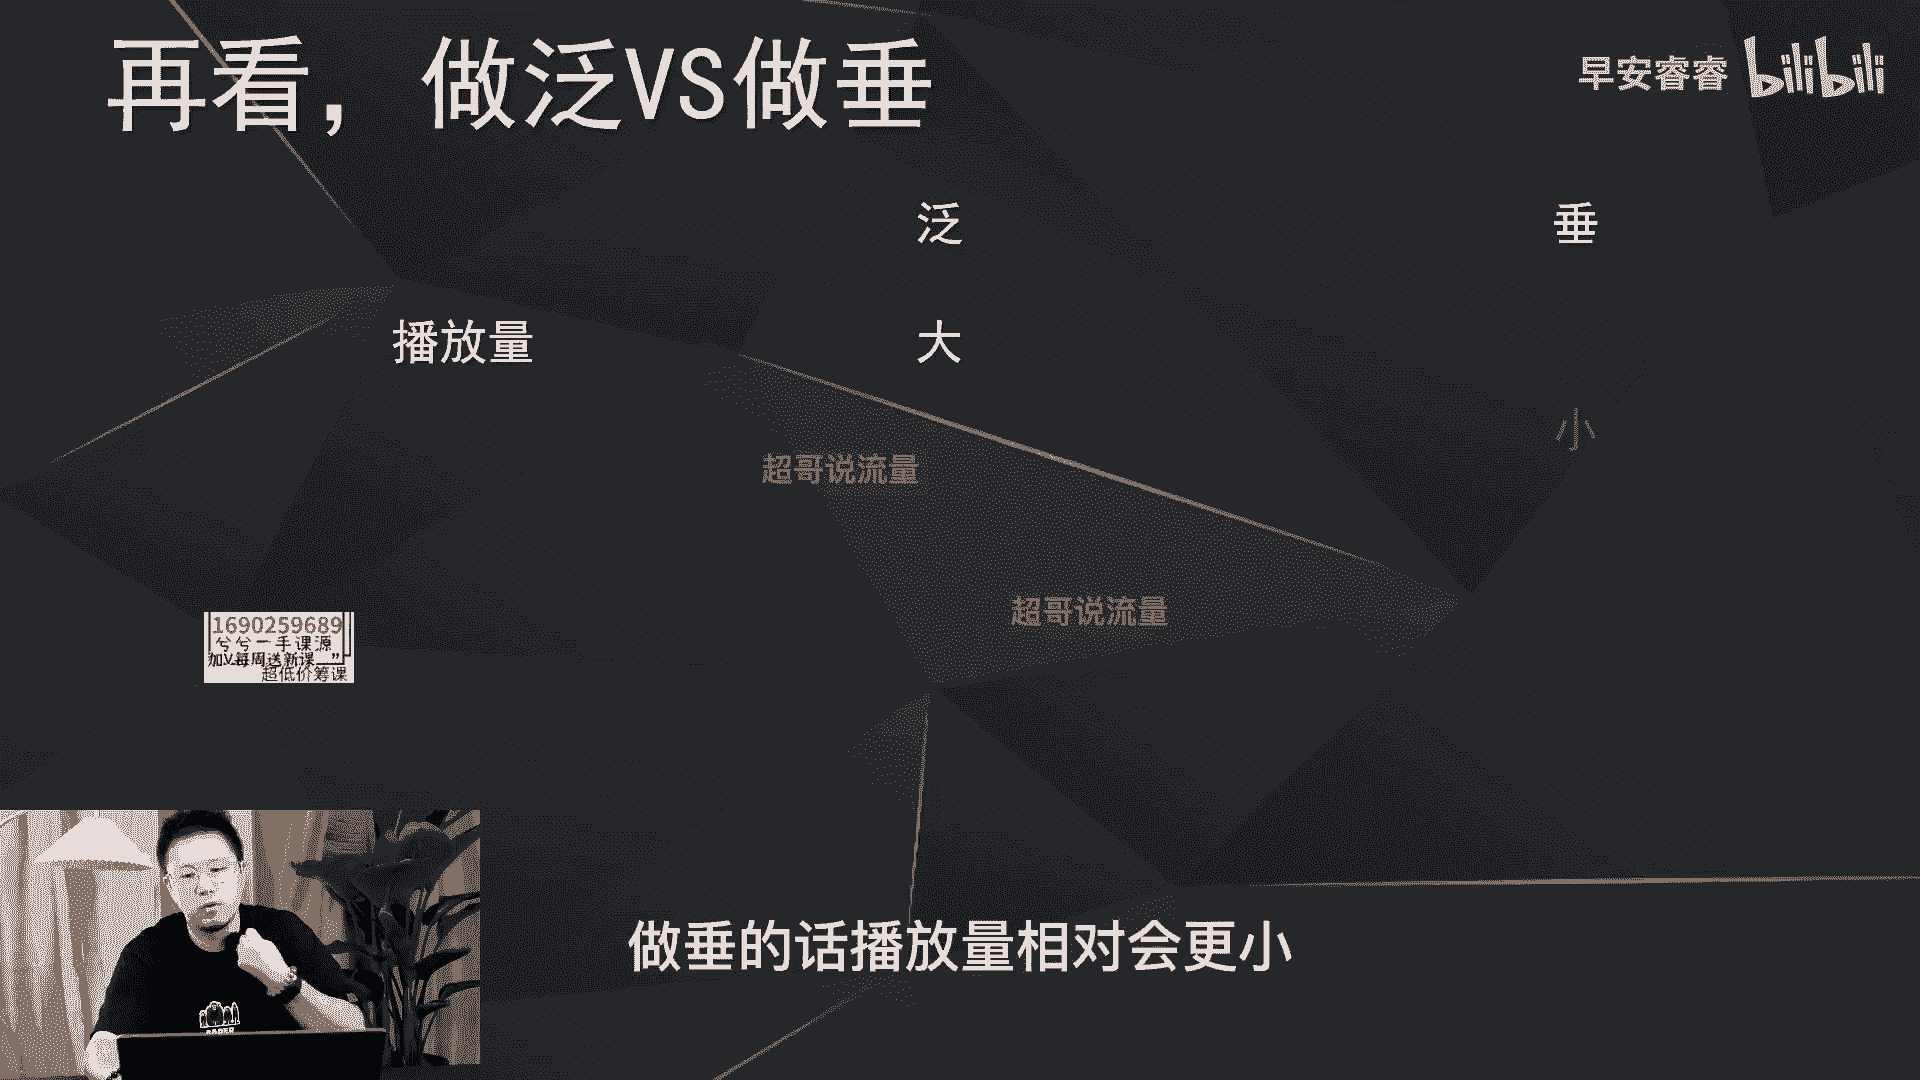 再看，做泛VS做垂
早安睿睿 bilibili
泛 垂
播放量 大
小
超哥说流量
超哥说流量
1690259689
兮兮一手课源
加V每周送新课
超低价筹课
做垂的话播放量相对会更小